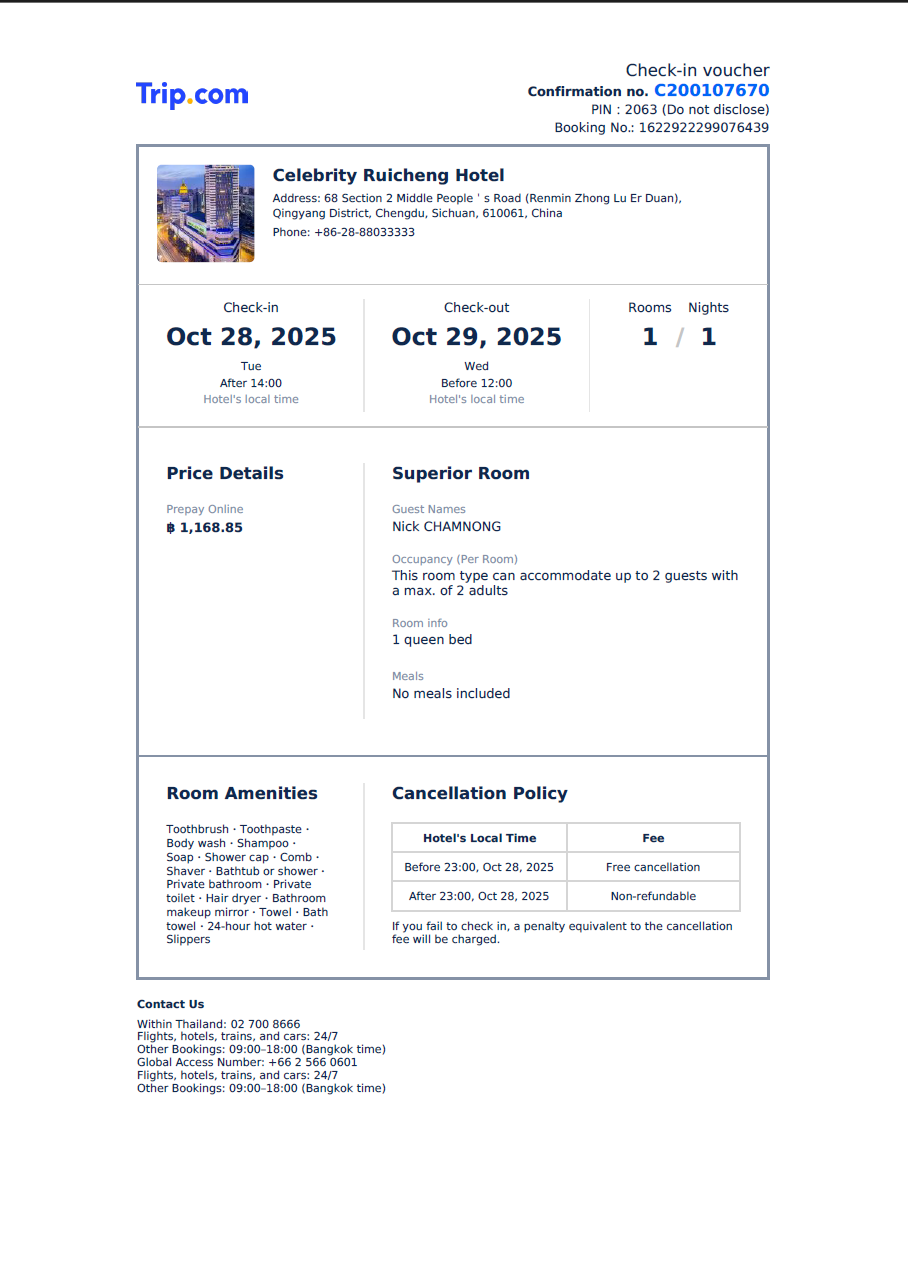 Trip.com
Check-in voucher
Confirmation no. C200107670
PIN : 2063 (Do not disclose)
Booking No.: 1622922299076439
Celebrity Ruicheng Hotel
Address: 68 Section 2 Middle People ' s Road (Renmin Zhong Lu Er Duan),
Qingyang District, Chengdu, Sichuan, 610061, China
Phone: +86-28-88033333
Check-in
Oct 28, 2025
Tue
After 14:00
Hotel's local time
Check-out
Oct 29, 2025
Wed
Before 12:00
Hotel's local time
Rooms Nights
1 / 1
Price Details
Prepay Online
฿ 1,168.85
Superior Room
Guest Names
Nick CHAMNONG
Occupancy (Per Room)
This room type can accommodate up to 2 guests with
a max. of 2 adults
Room info
1 queen bed
Meals
No meals included
Room Amenities
Toothbrush · Toothpaste ·
Body wash · Shampoo ·
Soap · Shower cap · Comb ·
Shaver · Bathtub or shower ·
Private bathroom · Private
toilet · Hair dryer · Bathroom
makeup mirror · Towel · Bath
towel · 24-hour hot water ·
Slippers
Cancellation Policy
Hotel's Local Time Fee
Before 23:00, Oct 28, 2025 Free cancellation
After 23:00, Oct 28, 2025 Non-refundable
If you fail to check in, a penalty equivalent to the cancellation
fee will be charged.
Contact Us
Within Thailand: 02 700 8666
Flights, hotels, trains, and cars: 24/7
Other Bookings: 09:00–18:00 (Bangkok time)
Global Access Number: +66 2 566 0601
Flights, hotels, trains, and cars: 24/7
Other Bookings: 09:00–18:00 (Bangkok time)